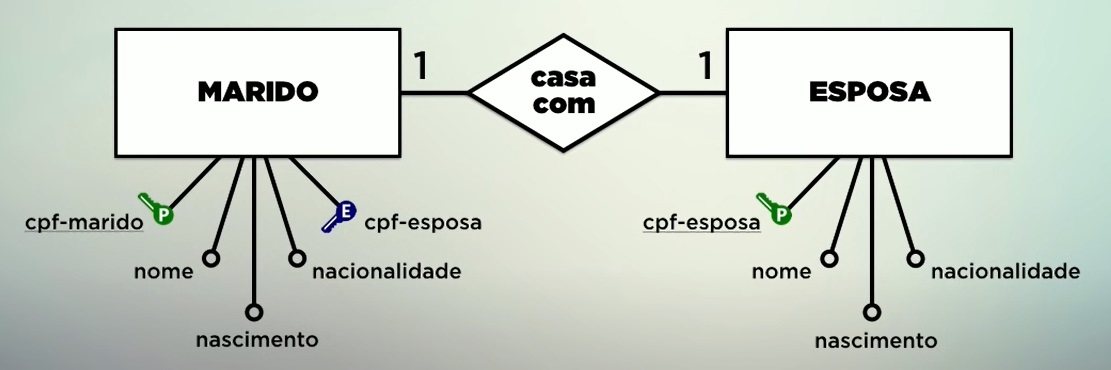 MARIDO
1
casa
com
1
ESPOSA
cpf-marido
P
E
cpf-esposa
nome
nacionalidade
nascimento
cpf-esposa
P
nome
nacionalidade
nascimento